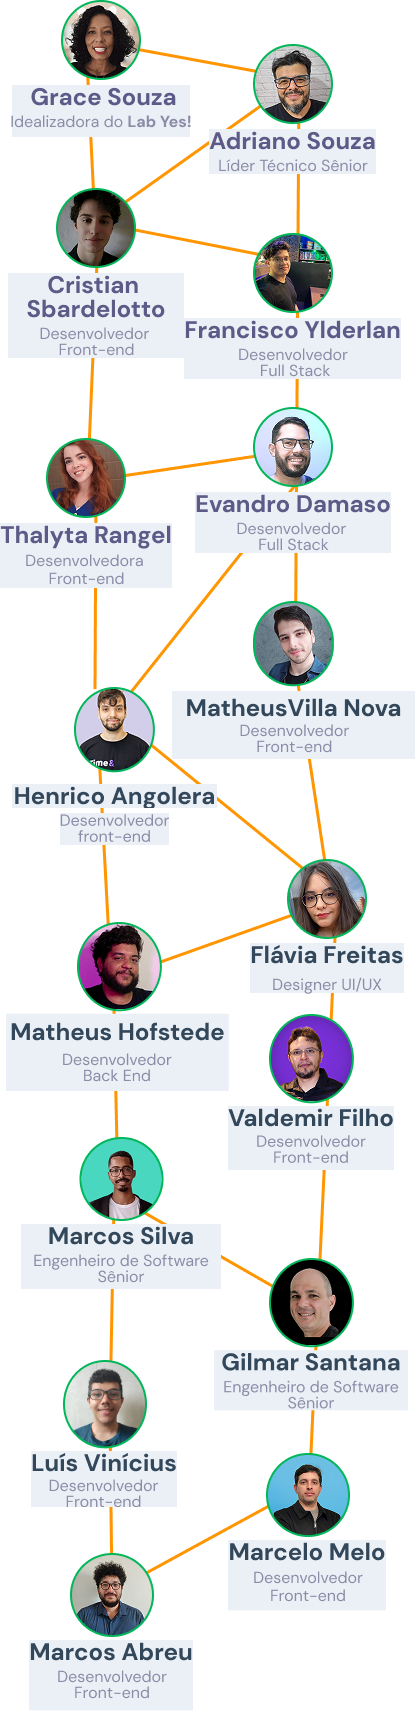 Grace Souza
Idealizadora do Lab Yes!
Adriano Souza
Líder Técnico Sênior
Cristian
Sbardelotto
Desenvolvedor
Front-end
Francisco Ylderlan
Desenvolvedor
Full Stack
Evandro Damaso
Desenvolvedor
Full Stack
Thalyta Rangel
Desenvolvedora
Front-end
MatheusVilla Nova
Desenvolvedor
Front-end
Time&
Henrico Angolera
Desenvolvedor
front-end
Flávia Freitas
Designer UI/UX
Matheus Hofstede
Desenvolvedor
Back End
Valdemir Filho
Desenvolvedor
Front-end
Marcos Silva
Engenheiro de Software
Sênior
Gilmar Santana
Engenheiro de Software
Sênior
Luís Vinícius
Desenvolvedor
Front-end
Marcelo Melo
Desenvolvedor
Front-end
Marcos Abreu
Desenvolvedor
Front-end